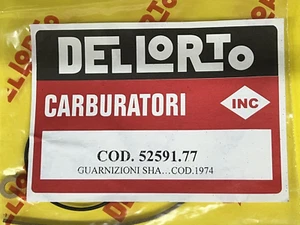 DELLORTO
CARBURATORI
INC
COD. 52591.77
GUARNIZIONI SHA...COD.1974